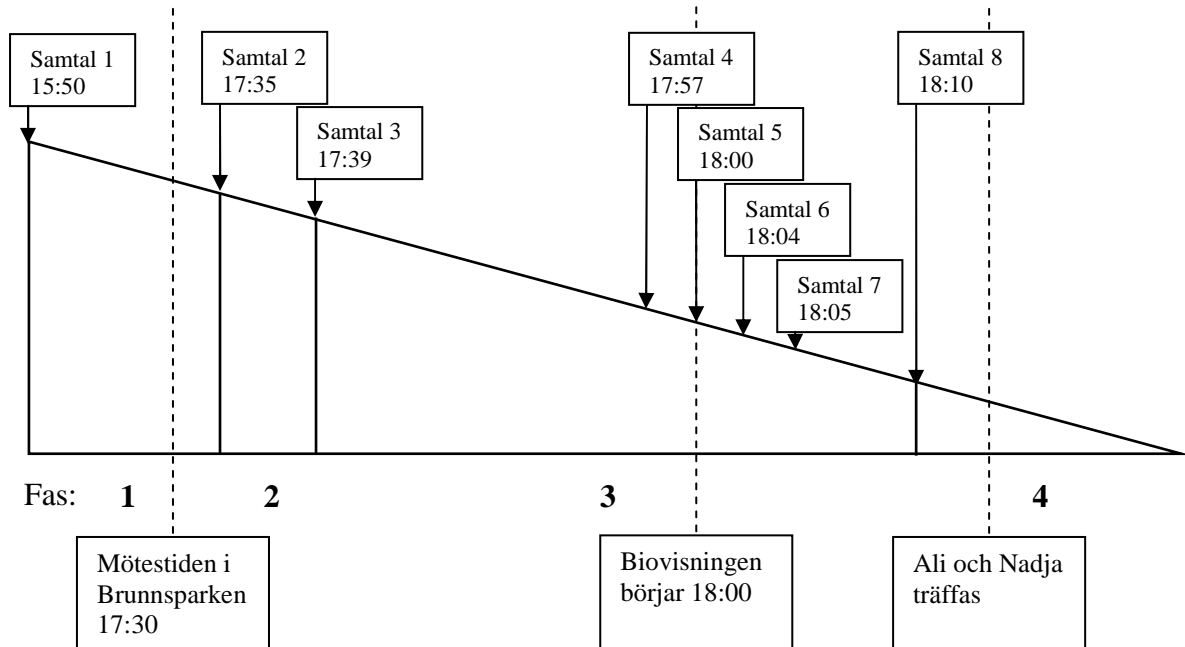 Samtal 1
15:50
Samtal 2
17:35
Samtal 3
17:39
Samtal 4
17:57
Samtal 5
18:00
Samtal 6
18:04
Samtal 7
18:05
Samtal 8
18:10
Fas: 1 2 3 4
Mötestiden i
Brunnsparken
17:30
Biovisningen
börjar 18:00
Ali och Nadja
träffas